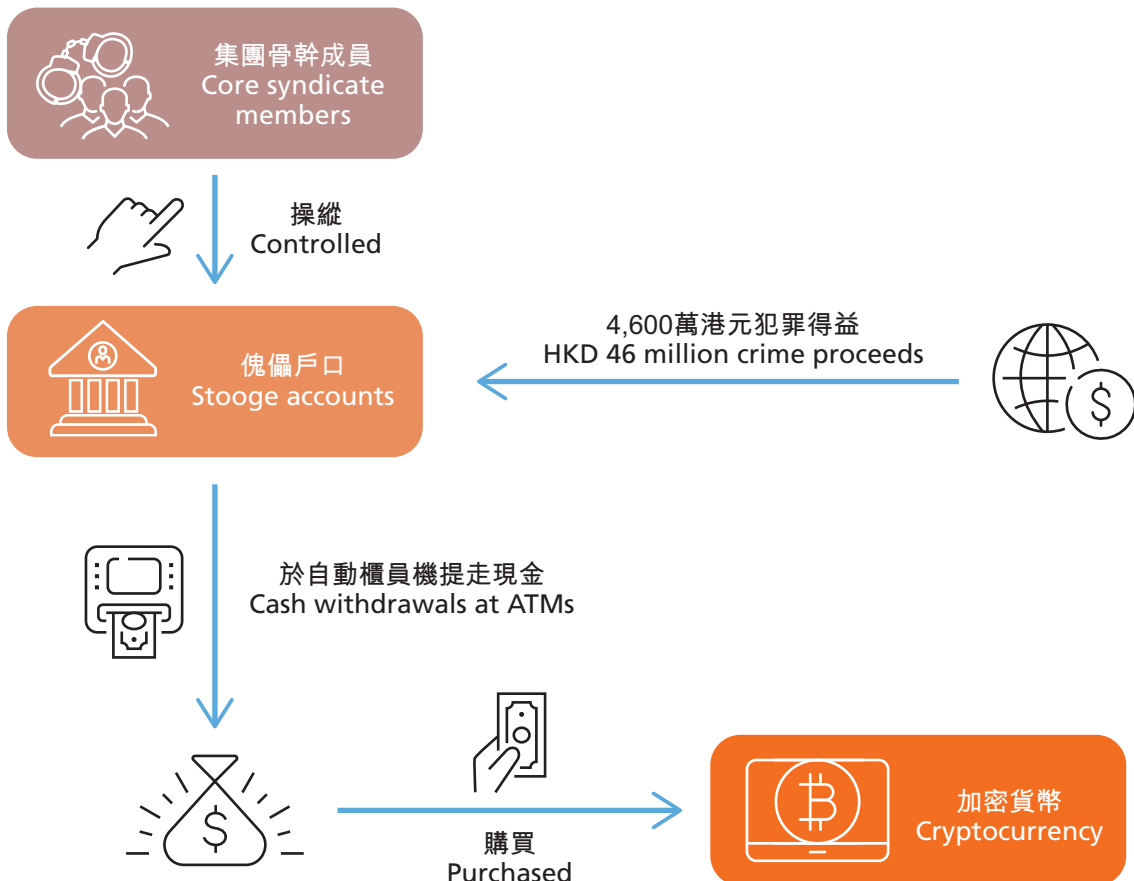 集團骨幹成員
Core syndicate
members
操縱
Controlled
4,600萬港元犯罪得益
HKD 46 million crime proceeds
傀儡戶口
Stooge accounts
$
於自動櫃員機提走現金
Cash withdrawals at ATMs
$
購買
Purchased
加密貨幣
Cryptocurrency